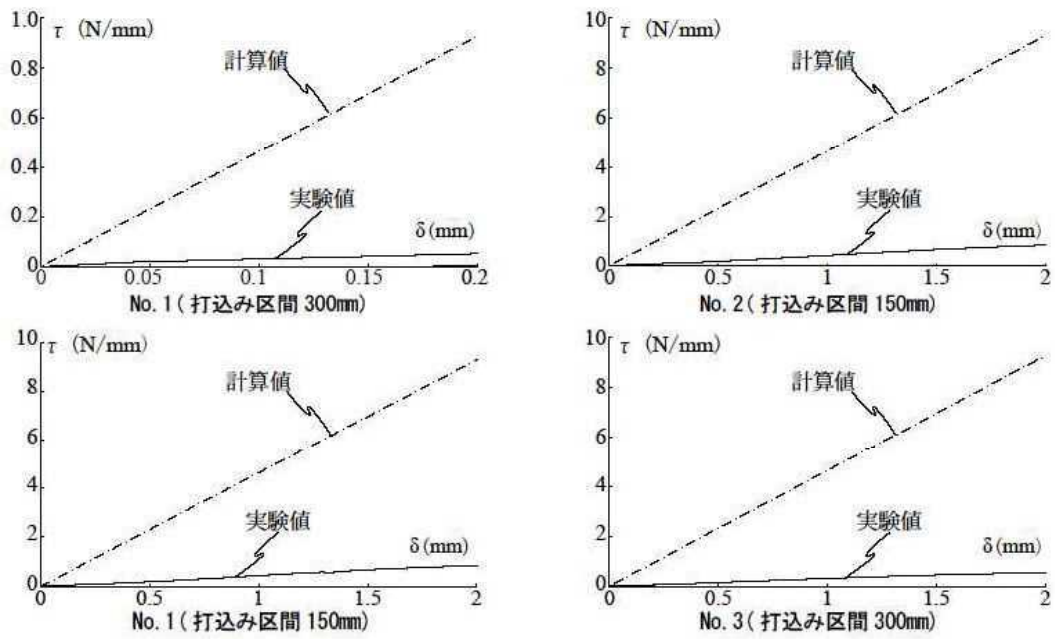 1.0
τ (N/mm)
0.8
計算値
0.6
0.4
実験値
0.2
δ(mm)
0
0 0.05 0.1 0.15 0.2
No. 1( 打込み区間 300mm)
10
τ (N/mm)
8
計算値
6
4
実験値
2
δ(mm)
0
0 0.5 1 1.5 2
No. 2( 打込み区間 150mm)
10
τ (N/mm)
8
計算値
6
4
実験値
2
δ(mm)
0
0 0.5 1 1.5 2
No. 1( 打込み区間 150mm)
10
τ (N/mm)
8
計算値
6
4
実験値
2
δ(mm)
0
0 0.5 1 1.5 2
No. 3( 打込み区間 300mm)